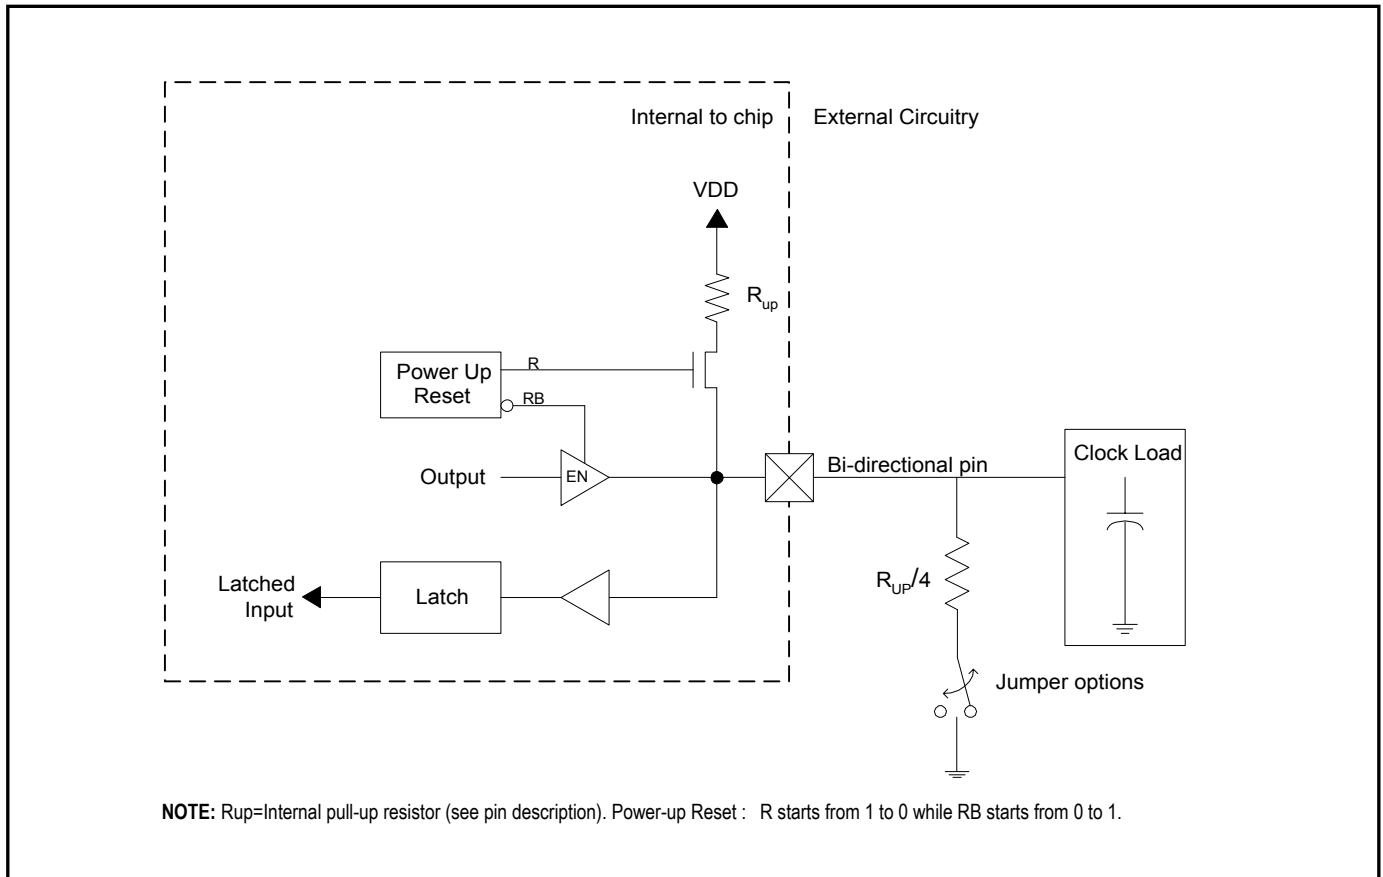 Internal to chip
External Circuitry
VDD
Rup
Power Up
Reset
R
RB
Output
EN
Bi-directional pin
Clock Load
Latched
Input
Latch
RUP/4
Jumper options
NOTE: Rup=Internal pull-up resistor (see pin description). Power-up Reset : R starts from 1 to 0 while RB starts from 0 to 1.